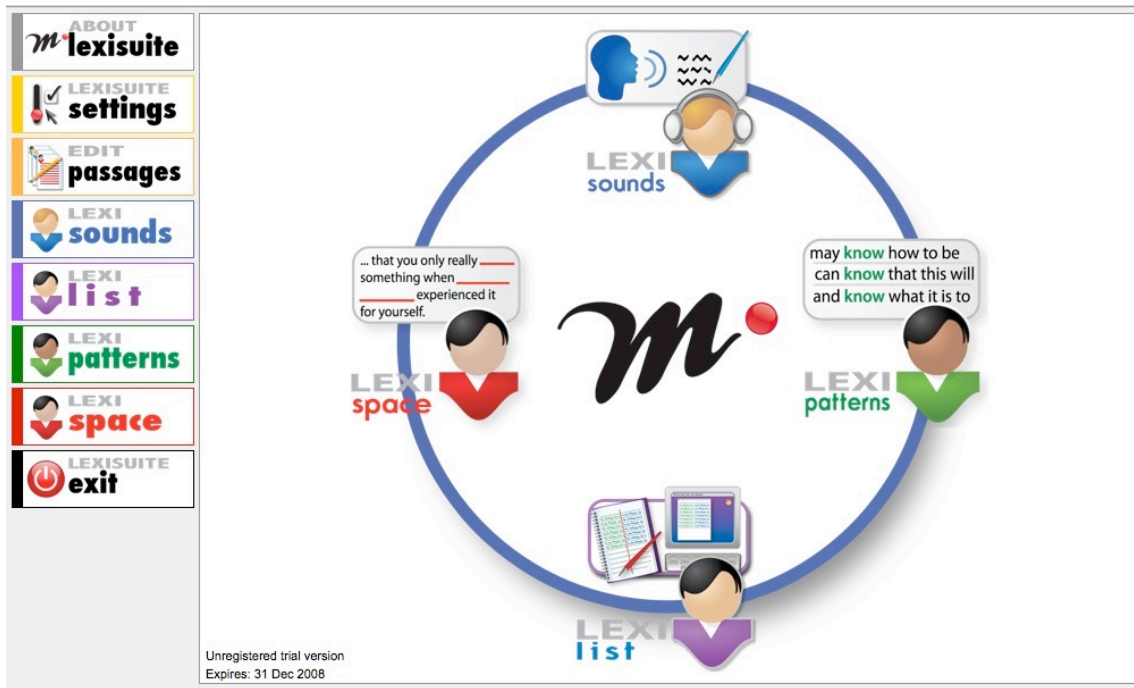 ABOUT
m lexisuite
LEXISUITE
settings
EDIT
passages
LEXI
sounds
LEXI
list
LEXI
patterns
LEXI
space
LEXISUITE
exit
LEXI
sounds
... that you only really ______
something when ______
______ experienced it
for yourself.
LEXI
space
m
may know how to be
can know that this will
and know what it is to
LEXI
patterns
LEXI
list
Unregistered trial version
Expires: 31 Dec 2008